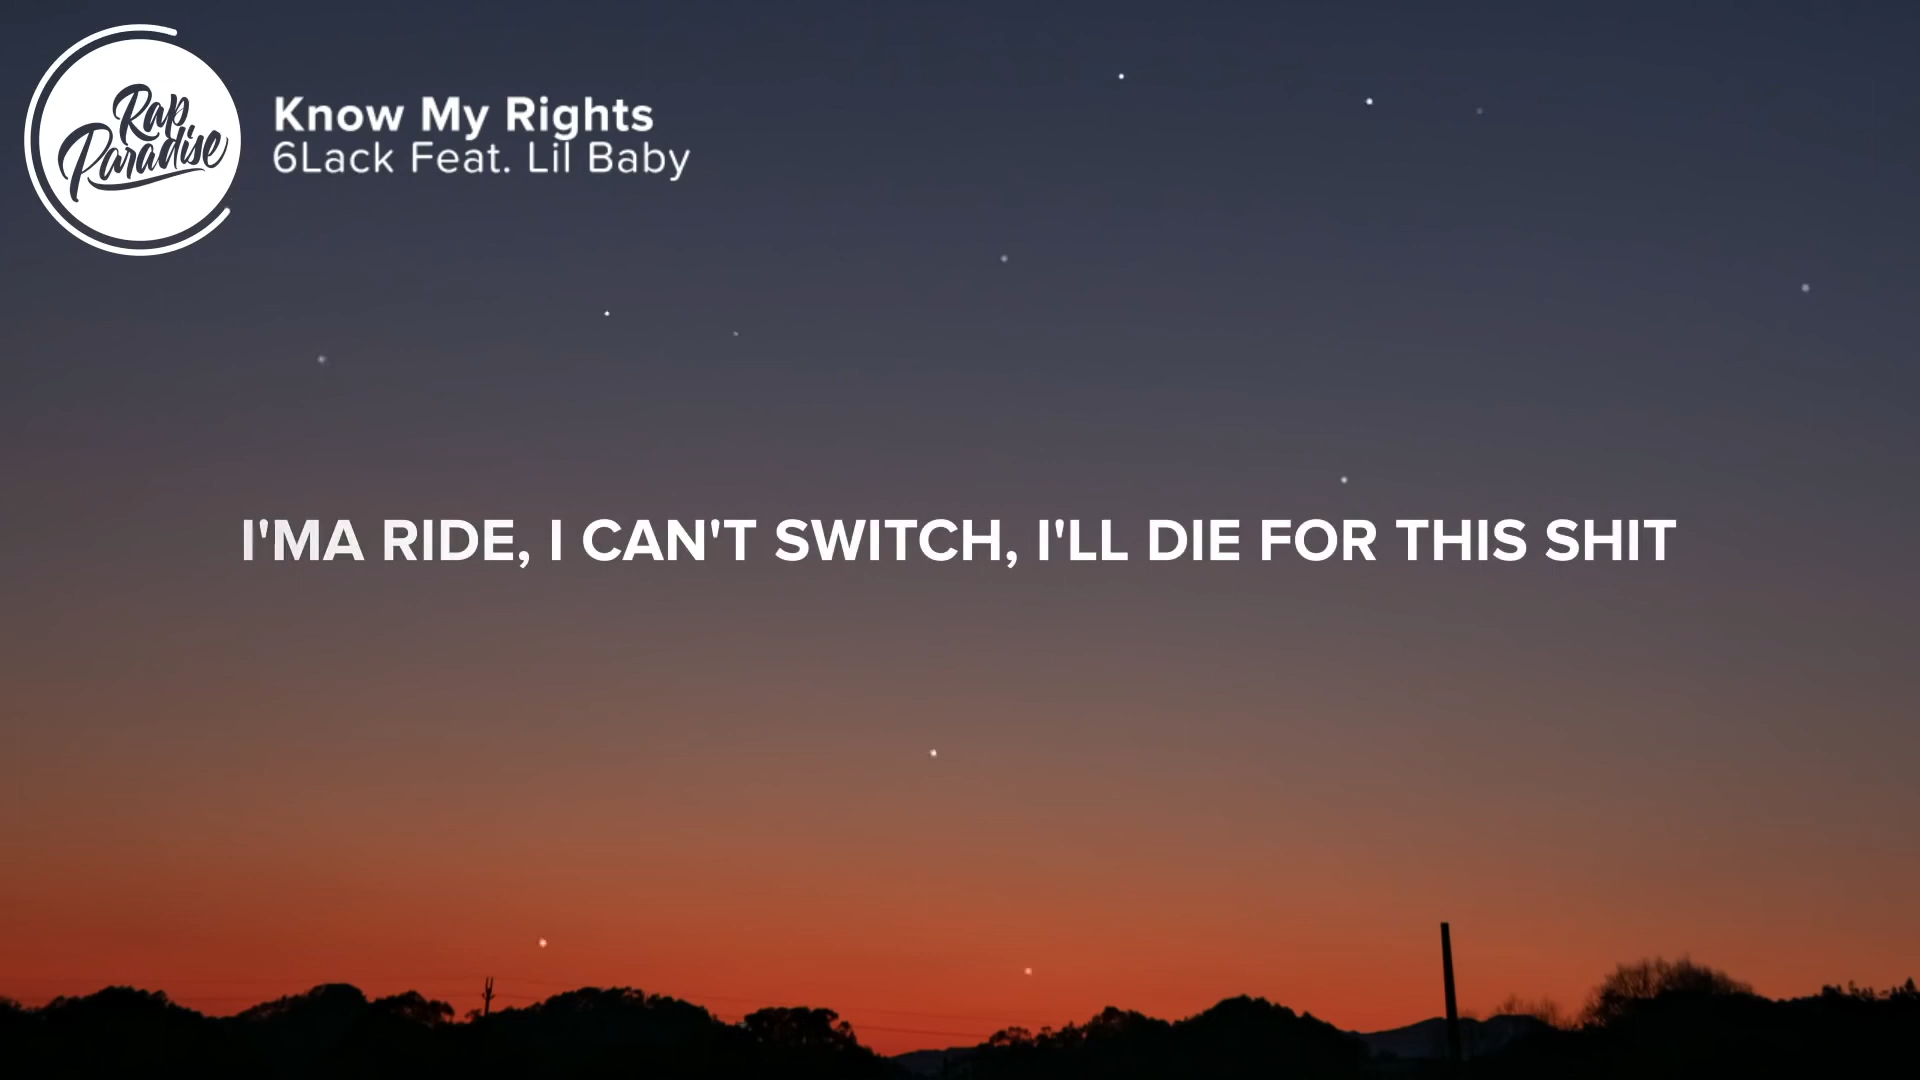 Rap
Paradise
Know My Rights
6Lack Feat. Lil Baby
I'MA RIDE, I CAN'T SWITCH, I'LL DIE FOR THIS SHIT